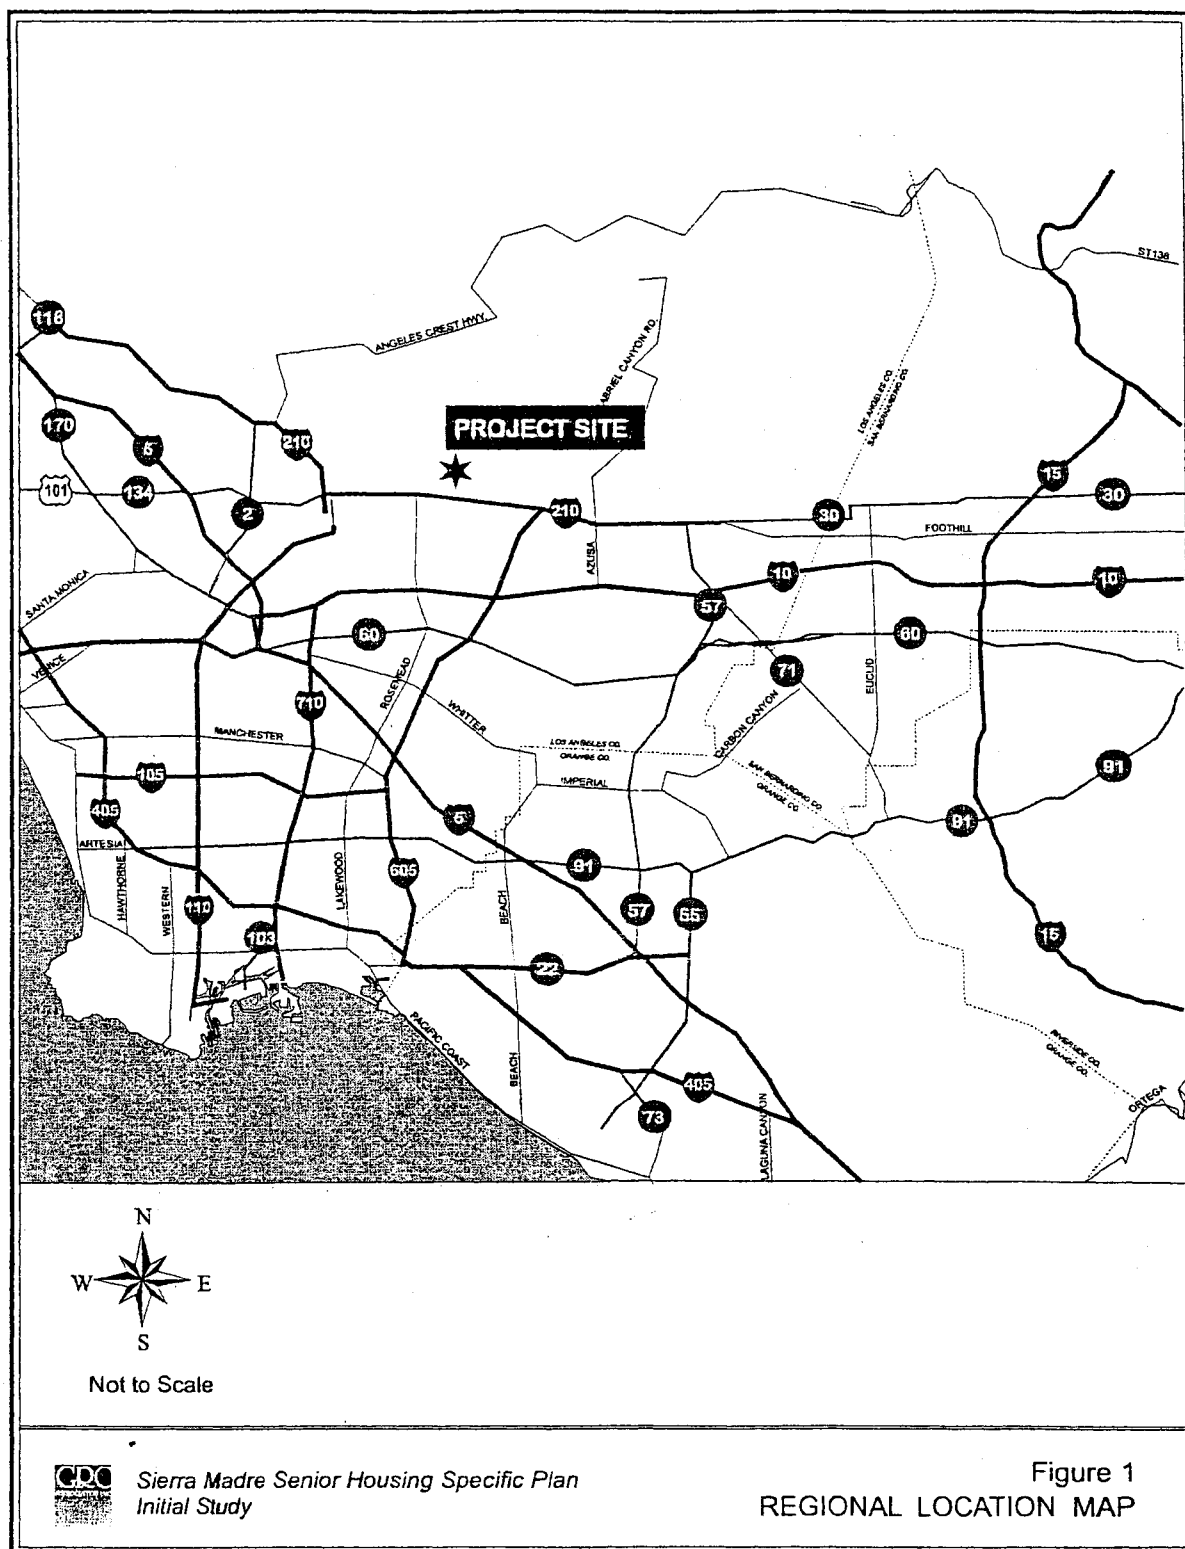 ST138
118
ANGELES CREST HWY.
ABRIEL CANYON RD.
LOS ANGELES CO.
SAN BERNARDINO CO.
170
5
210
PROJECT SITE
15
101
134
2
210
30
30
FOOTHILL
AZUSA
SANTA MONICA
10
10
57
60
60
VENICE
ROSEMEAD
71
EUCLID
710
WHITTER
CARBON CANYON
MANCHESTER
LOS ANGELES CO.
ORANGE CO.
SAN BERNARDINO CO.
ORANGE CO.
105
IMPERIAL
91
405
5
91
ARTESIA
HAWTHORNE
WESTERN
LAKEWOOD
605
91
BEACH
110
57
55
103
22
15
PACIFIC COAST
RIVERSIDE CO.
ORANGE CO.
BEACH
405
ORTEGA
73
LAGUNA CANYON
N
W E
S
Not to Scale
GRC
Sierra Madre Senior Housing Specific Plan
Initial Study
Figure 1
REGIONAL LOCATION MAP